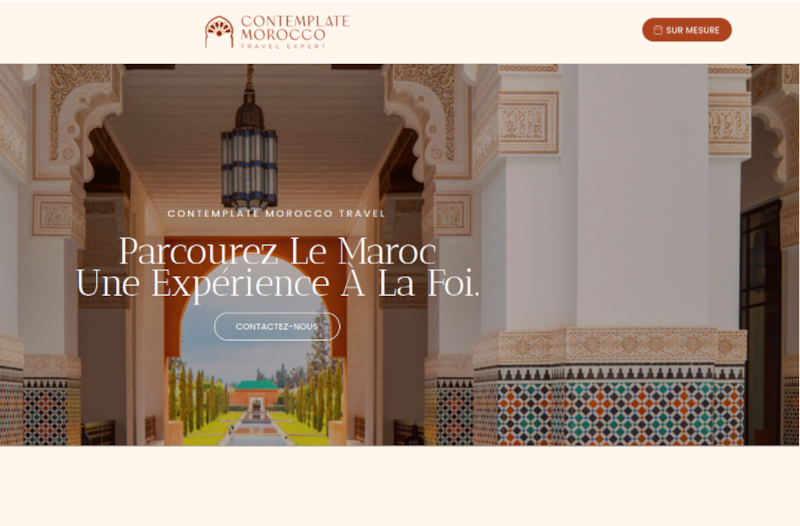 CONTEMPLATE
MOROCCO
TRAVEL EXPERT
SUR MESURE
CONTEMPLATE MOROCCO TRAVEL
Parcourez Le Maroc
Une Expérience À La Foi.
CONTACTEZ-NOUS